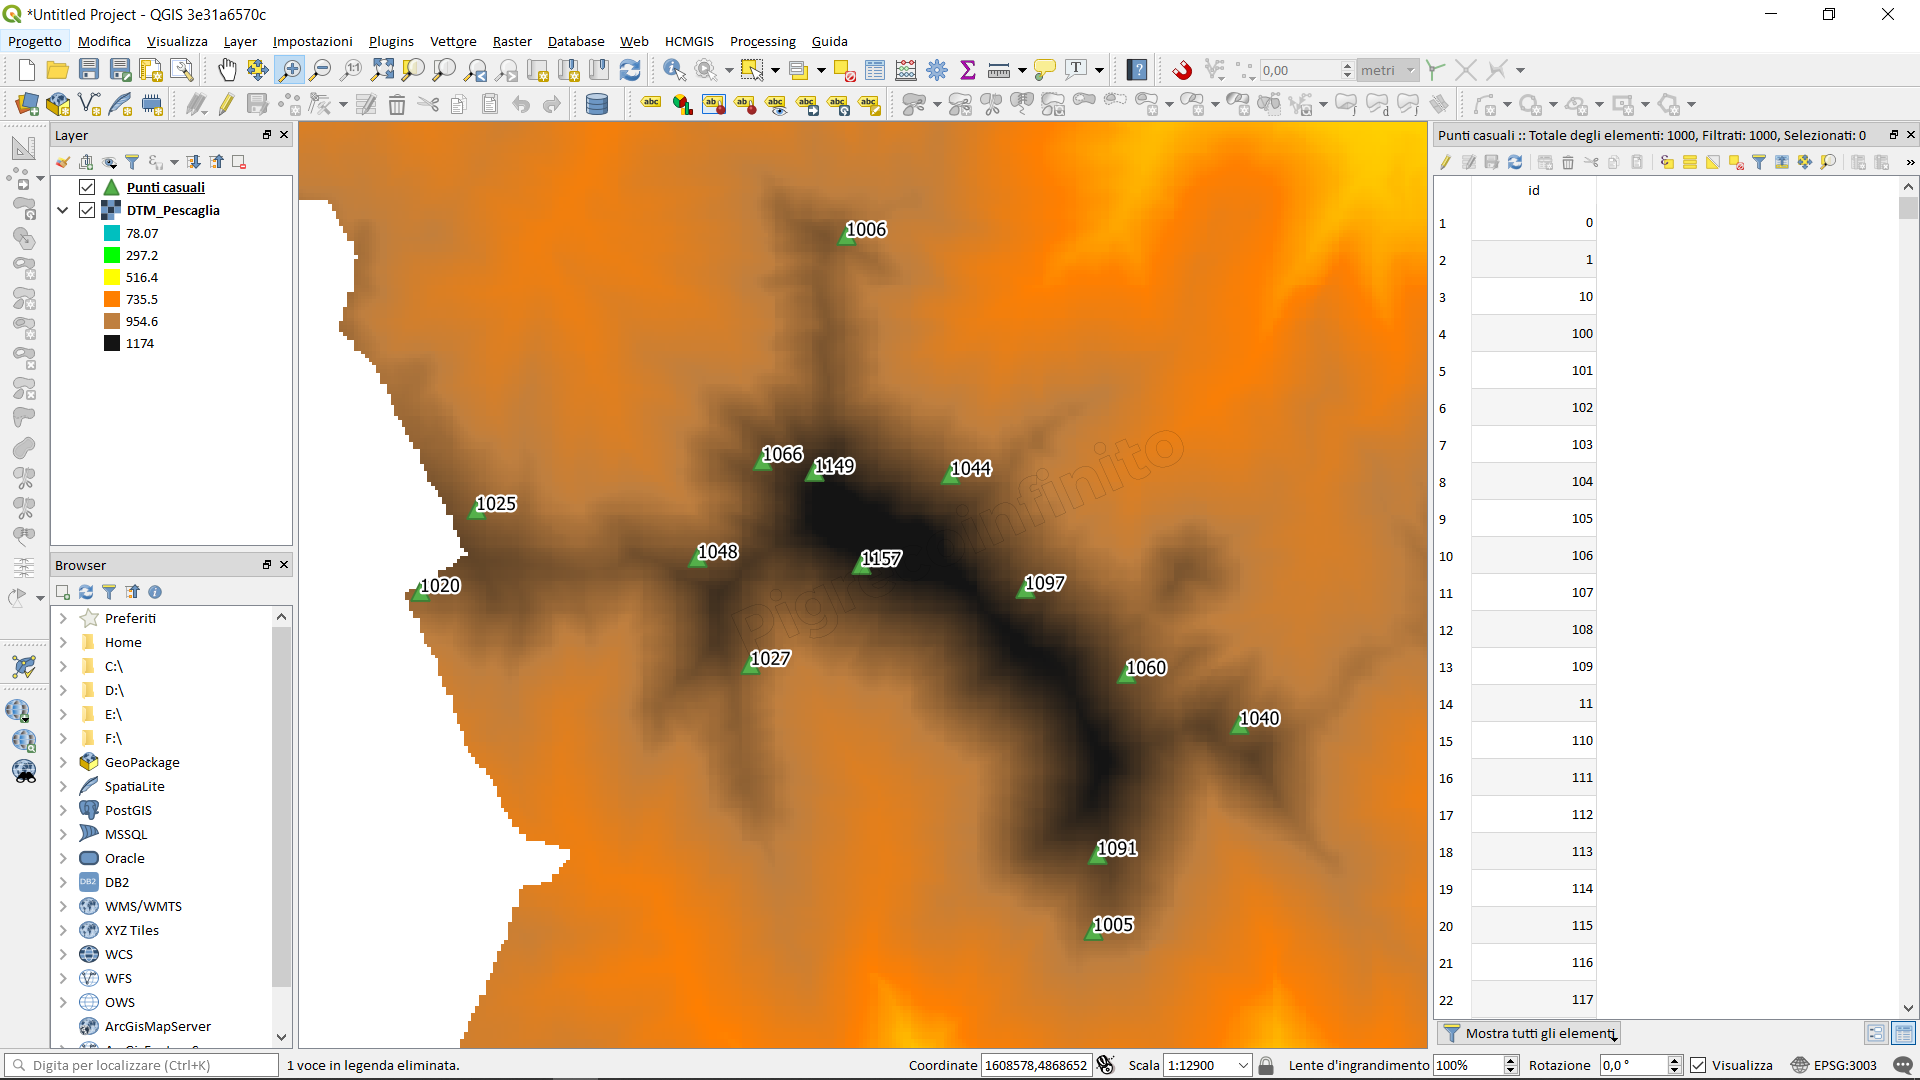 *Untitled Project - QGIS 3e31a6570c
Progetto Modifica Visualizza Layer Impostazioni Plugins Vettore Raster Database Web HCMGIS Processing Guida
0,00 metri
Layer
Punti casuali
DTM_Pescaglia
78.07
297.2
516.4
735.5
954.6
1174
Browser
Preferiti
Home
C:\
D:\
E:\
F:\
GeoPackage
SpatiaLite
PostGIS
MSSQL
Oracle
DB2
WMS/WMTS
XYZ Tiles
WCS
WFS
OWS
ArcGisMapServer
1006
1066
1149
1044
1025
1048
1157
1097
1020
1027
1060
1040
1091
1005
infinito
Punti casuali :: Totale degli elementi: 1000, Filtrati: 1000, Selezionati: 0
id
1 0
2 1
3 10
4 100
5 101
6 102
7 103
8 104
9 105
10 106
11 107
12 108
13 109
14 11
15 110
16 111
17 112
18 113
19 114
20 115
21 116
22 117
Mostra tutti gli elementi
Digita per localizzare (Ctrl+K) 1 voce in legenda eliminata. Coordinate 1608578,4868652 Scala 1:12900 Lente d'ingrandimento 100% Rotazione 0,0 ° Visualizza EPSG:3003